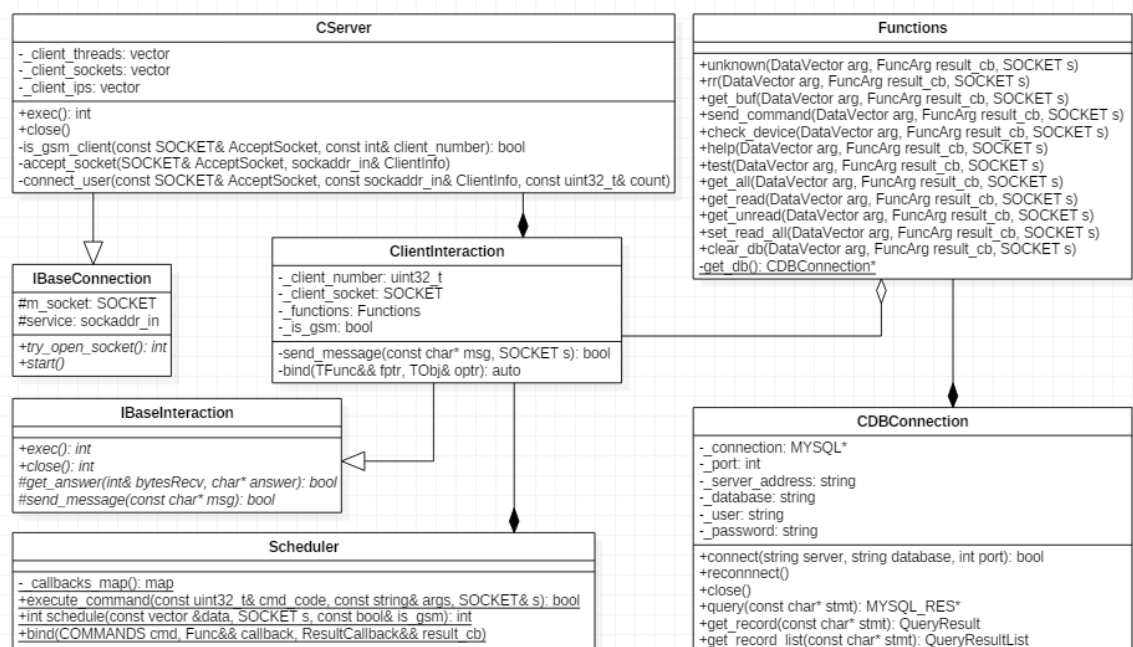 CServer
-_client_threads: vector
-_client_sockets: vector
-_client_ips: vector
+exec(): int
+close()
-is_gsm_client(const SOCKET& AcceptSocket, const int& client_number): bool
-accept_socket(SOCKET& AcceptSocket, sockaddr_in& ClientInfo)
-connect_user(const SOCKET& AcceptSocket, const sockaddr_in& ClientInfo, const uint32_t& count)
Functions
+unknown(DataVector arg, FuncArg result_cb, SOCKET s)
+rr(DataVector arg, FuncArg result_cb, SOCKET s)
+get_buf(DataVector arg, FuncArg result_cb, SOCKET s)
+send_command(DataVector arg, FuncArg result_cb, SOCKET s)
+check_device(DataVector arg, FuncArg result_cb, SOCKET s)
+help(DataVector arg, FuncArg result_cb, SOCKET s)
+test(DataVector arg, FuncArg result_cb, SOCKET s)
+get_all(DataVector arg, FuncArg result_cb, SOCKET s)
+get_read(DataVector arg, FuncArg result_cb, SOCKET s)
+get_unread(DataVector arg, FuncArg result_cb, SOCKET s)
+set_read_all(DataVector arg, FuncArg result_cb, SOCKET s)
+clear_db(DataVector arg, FuncArg result_cb, SOCKET s)
-get_db(): CDBConnection*
IBaseConnection
#m_socket: SOCKET
#service: sockaddr_in
+try_open_socket(): int
+start()
ClientInteraction
-_client_number: uint32_t
-_client_socket: SOCKET
-_functions: Functions
-_is_gsm: bool
-send_message(const char* msg, SOCKET s): bool
-bind(TFunc&& fptr, TObj& optr): auto
IBaseInteraction
+exec(): int
+close(): int
#get_answer(int& bytesRecv, char* answer): bool
#send_message(const char* msg): bool
CDBConnection
-_connection: MYSQL*
-_port: int
-_server_address: string
-_database: string
-_user: string
-_password: string
+connect(string server, string database, int port): bool
+reconnnect()
+close()
+query(const char* stmt): MYSQL_RES*
+get_record(const char* stmt): QueryResult
+get_record_list(const char* stmt): QueryResultList
Scheduler
-_callbacks_map(): map
+execute_command(const uint32_t& cmd_code, const string& args, SOCKET& s): bool
+int schedule(const vector &data, SOCKET s, const bool& is_gsm): int
+bind(COMMANDS cmd, Func&& callback, ResultCallback&& result_cb)